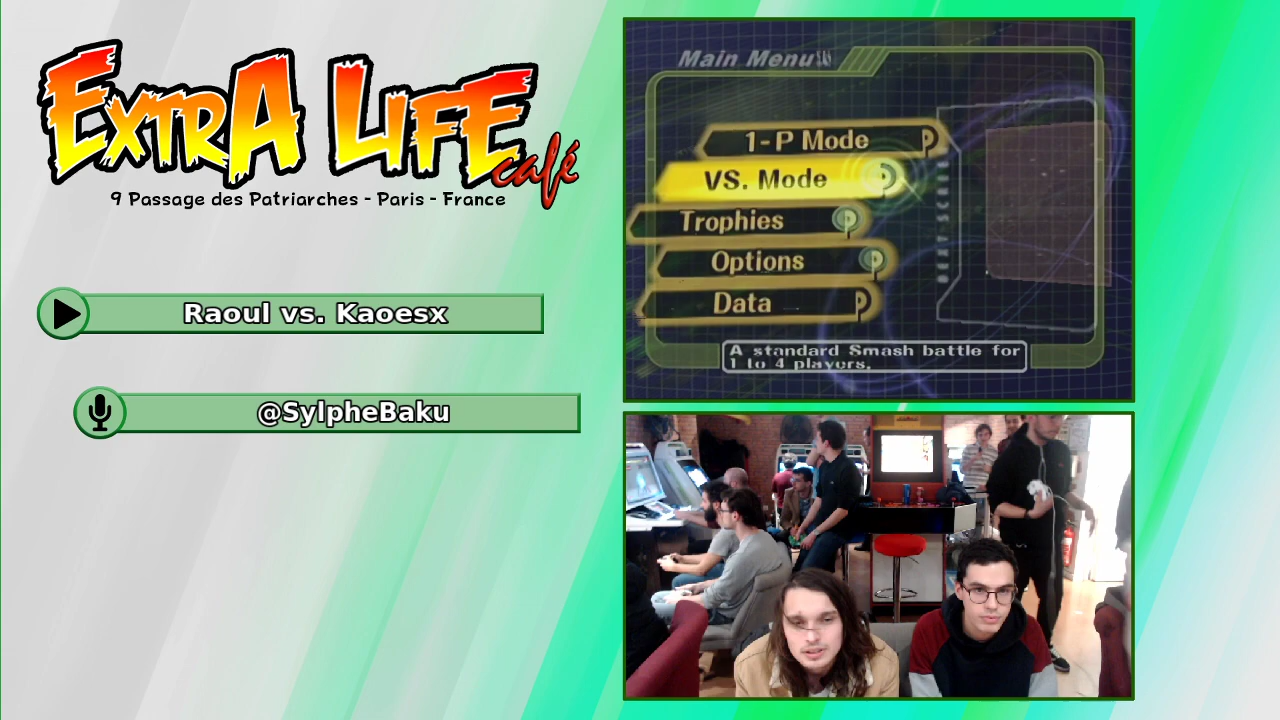 EXTRA LIFE
café
9 Passage des Patriarches - Paris - France
Raoul vs. Kaoesx
@SylpheBaku
Main Menu
1-P Mode
VS. Mode
Trophies
Options
Data
A standard Smash battle for
1 to 4 players.